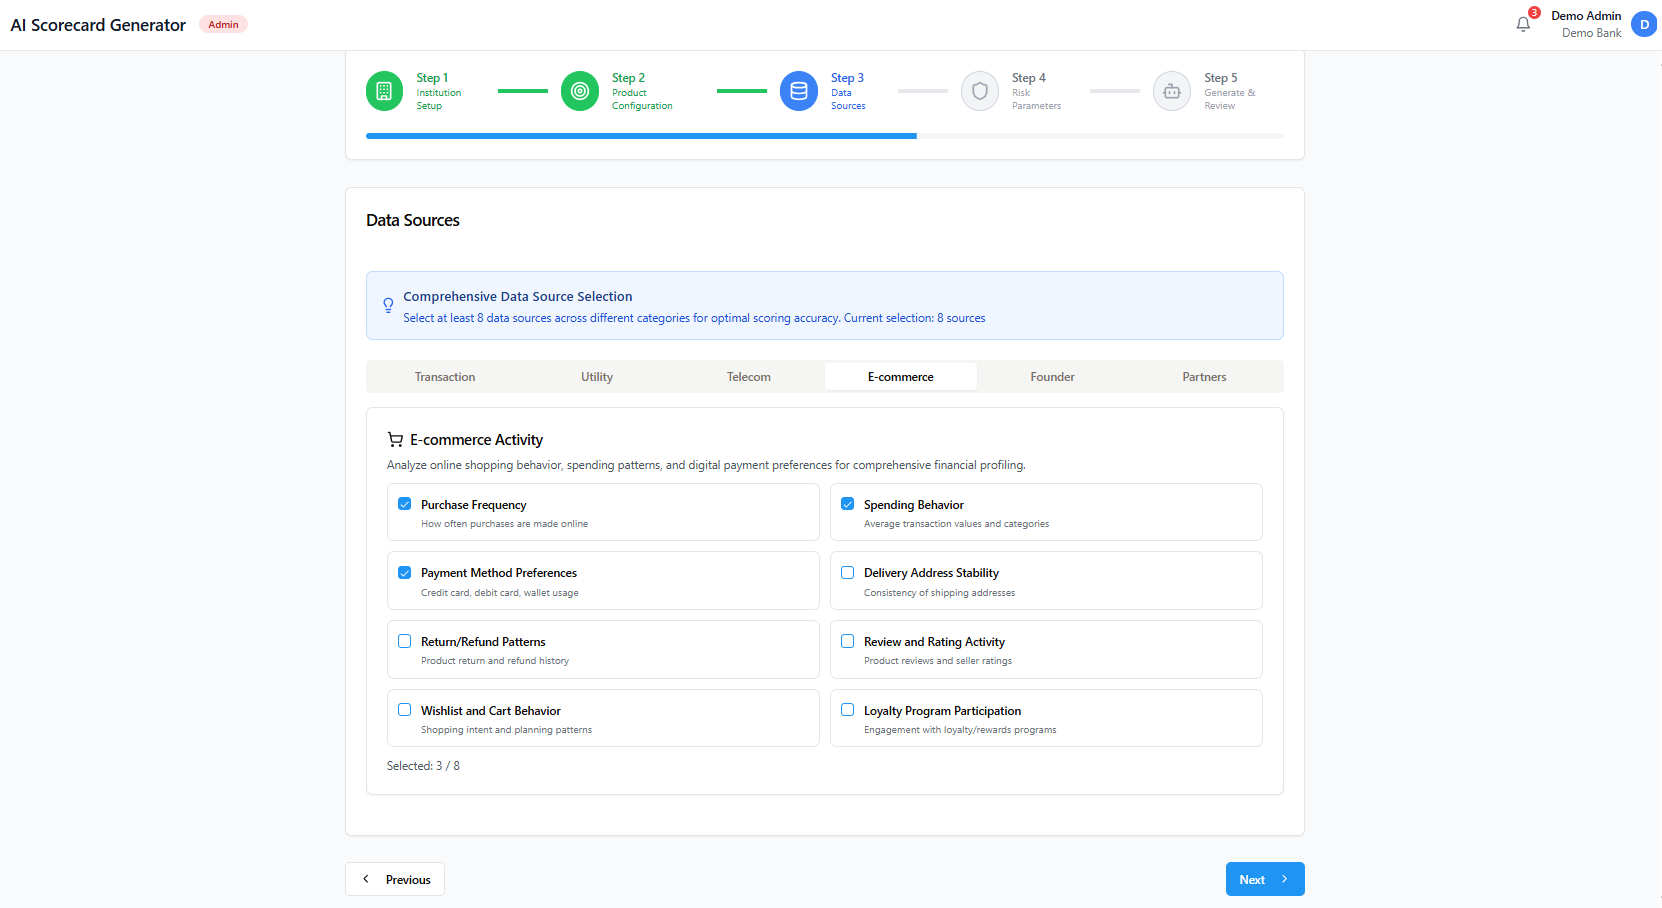 AI Scorecard Generator
Admin
3
Demo Admin
Demo Bank
D
Step 1
Institution
Setup
Step 2
Product
Configuration
Step 3
Data
Sources
Step 4
Risk
Parameters
Step 5
Generate &
Review
Data Sources
Comprehensive Data Source Selection
Select at least 8 data sources across different categories for optimal scoring accuracy. Current selection: 8 sources
Transaction
Utility
Telecom
E-commerce
Founder
Partners
E-commerce Activity
Analyze online shopping behavior, spending patterns, and digital payment preferences for comprehensive financial profiling.
Purchase Frequency
How often purchases are made online
Spending Behavior
Average transaction values and categories
Payment Method Preferences
Credit card, debit card, wallet usage
Delivery Address Stability
Consistency of shipping addresses
Return/Refund Patterns
Product return and refund history
Review and Rating Activity
Product reviews and seller ratings
Wishlist and Cart Behavior
Shopping intent and planning patterns
Loyalty Program Participation
Engagement with loyalty/rewards programs
Selected: 3 / 8
Previous
Next